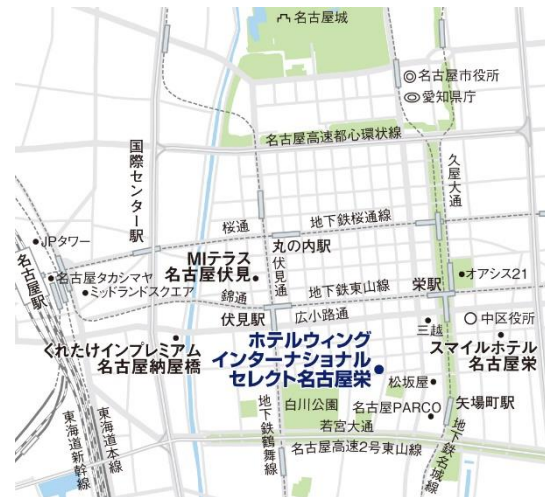 名古屋城
名古屋市役所
愛知県庁
名古屋高速都心環状線
国際センター駅
久屋大通
桜通
地下鉄桜通線
丸の内駅
JPタワー
名古屋駅
名古屋タカシマヤ
ミッドランドスクエア
MIテラス
名古屋伏見
伏見通
錦通
地下鉄東山線
栄駅
オアシス21
伏見駅
広小路通
三越
中区役所
くれたけインプレミアム
名古屋納屋橋
ホテルウィング
インターナショナル
セレクト名古屋栄
スマイルホテル
名古屋栄
松坂屋
白川公園
名古屋PARCO
矢場町駅
若宮大通
名古屋高速2号東山線
東海道新幹線
東海道本線
地下鉄鶴舞線
地下鉄名城線